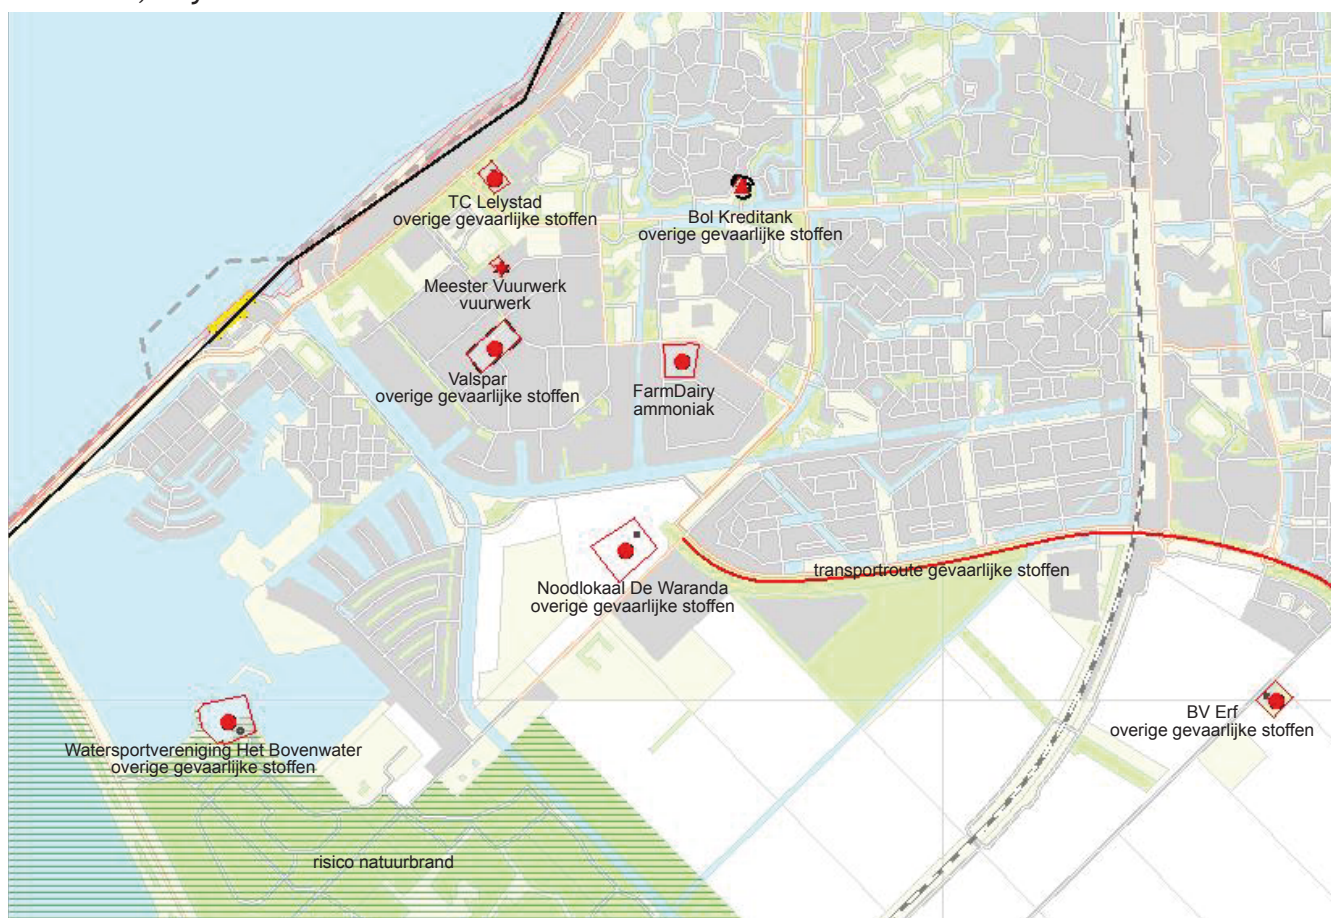 TC Lelystad
overige gevaarlijke stoffen
Bol Kreditank
overige gevaarlijke stoffen
Meester Vuurwerk
vuurwerk
Valspar
overige gevaarlijke stoffen
FarmDairy
ammoniak
transportroute gevaarlijke stoffen
Noodlokaal De Waranda
overige gevaarlijke stoffen
BV Erf
overige gevaarlijke stoffen
Watersportvereniging Het Bovenwater
overige gevaarlijke stoffen
risico natuurbrand